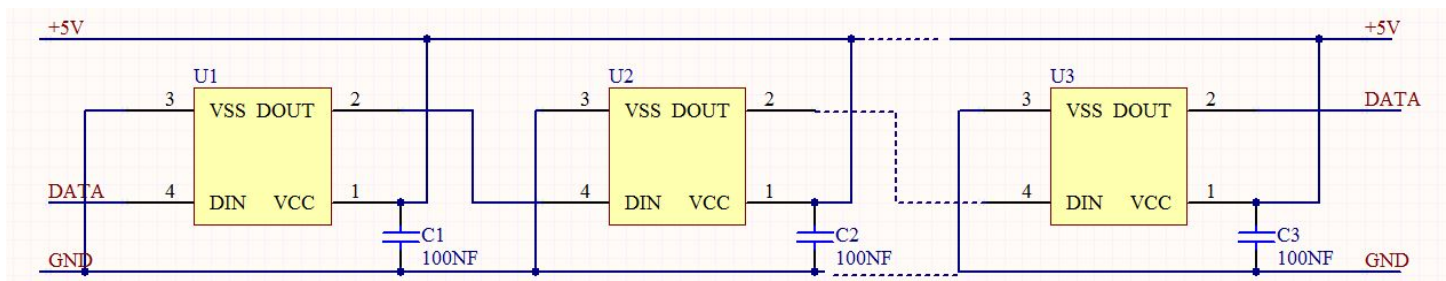 +5V +5V
U1 U2 U3
3 VSS DOUT 2 3 VSS DOUT 2 3 VSS DOUT 2 DATA
DATA 4 DIN VCC 1 4 DIN VCC 1 4 DIN VCC 1
C1 C2 C3
GND 100NF 100NF 100NF GND